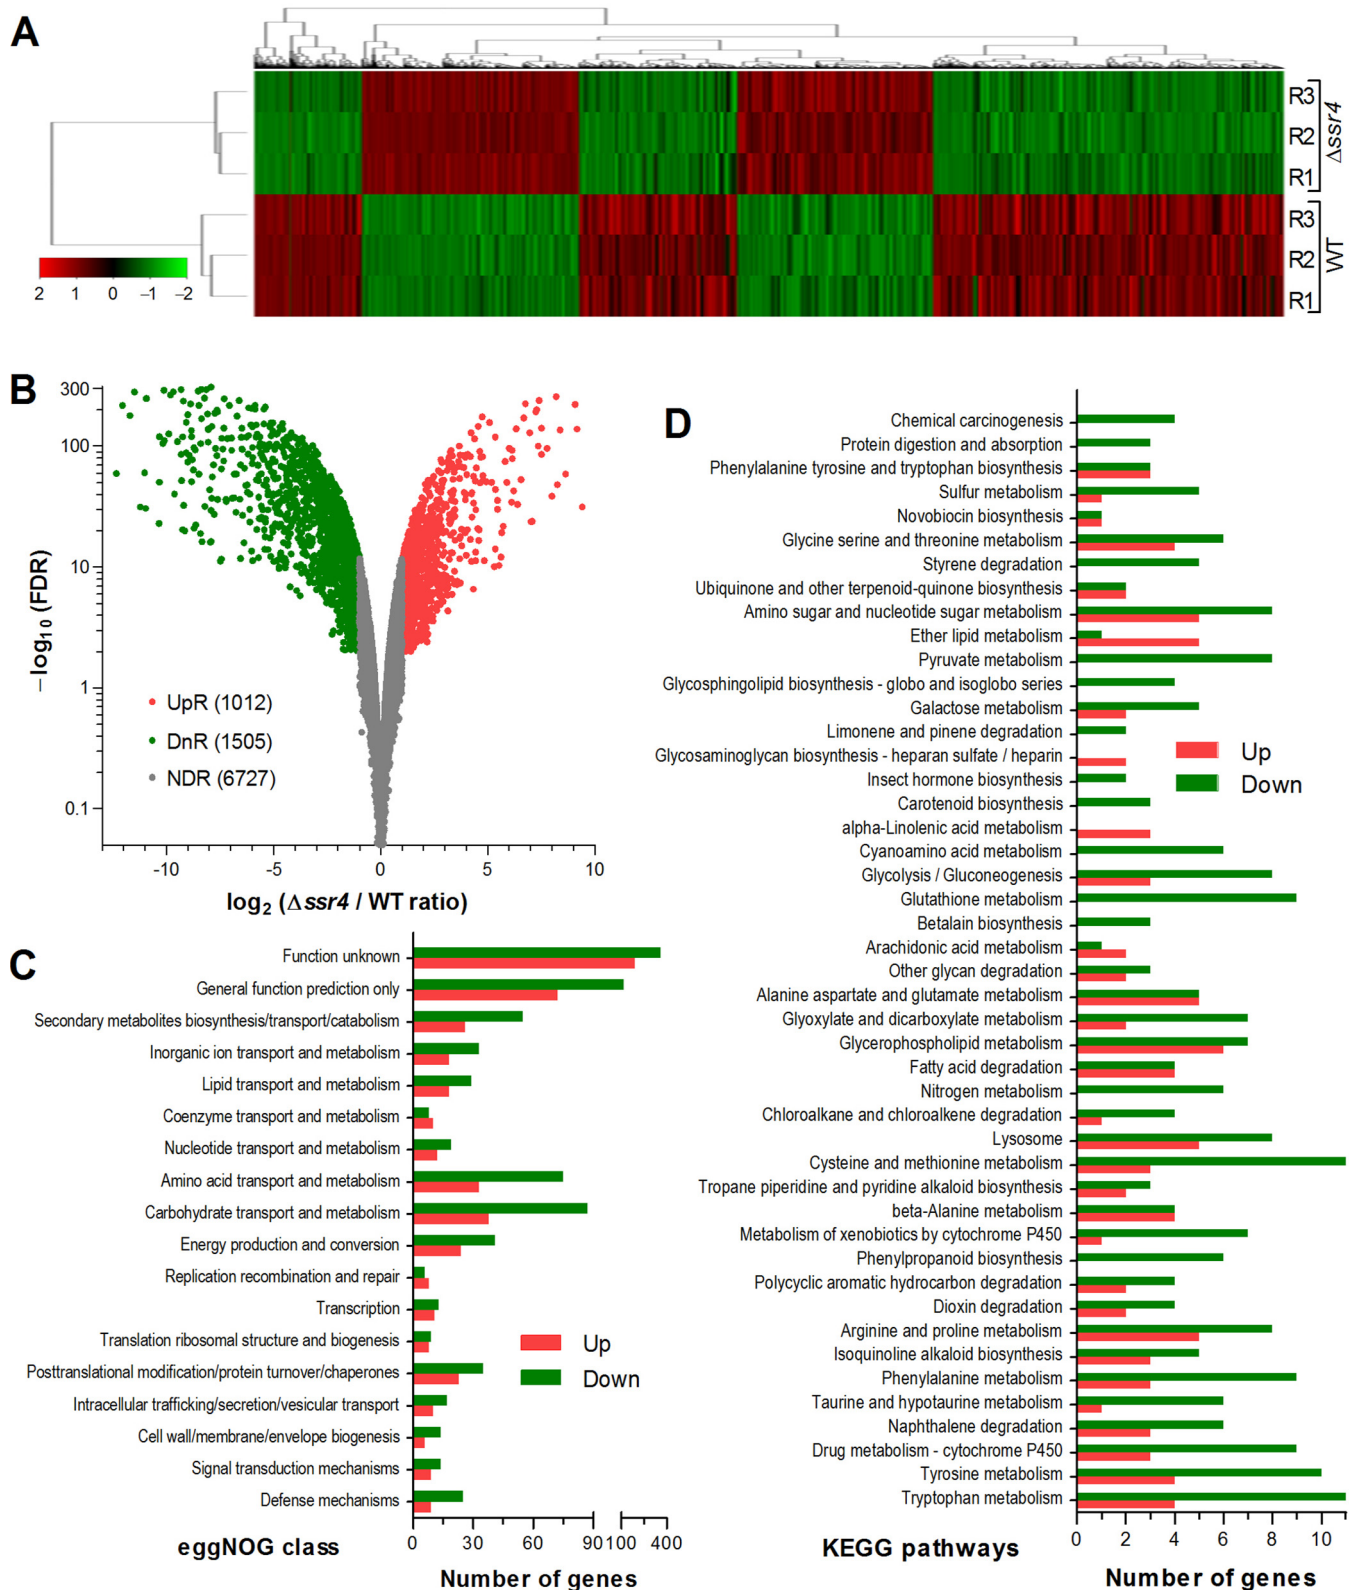 A
R3
R2
R1
Δssr4
R3
R2
R1
WT
2 1 0 –1 –2
B
300
100
10
1
0.1
– log10 (FDR)
UpR (1012)
DnR (1505)
NDR (6727)
-10 -5 0 5 10
log2 (Δssr4 / WT ratio)
C
Function unknown
General function prediction only
Secondary metabolites biosynthesis/transport/catabolism
Inorganic ion transport and metabolism
Lipid transport and metabolism
Coenzyme transport and metabolism
Nucleotide transport and metabolism
Amino acid transport and metabolism
Carbohydrate transport and metabolism
Energy production and conversion
Replication recombination and repair
Transcription
Translation ribosomal structure and biogenesis
Posttranslational modification/protein turnover/chaperones
Intracellular trafficking/secretion/vesicular transport
Cell wall/membrane/envelope biogenesis
Signal transduction mechanisms
Defense mechanisms
Up
Down
0 30 60 90 100 400
eggNOG class
Number of genes
D
Chemical carcinogenesis
Protein digestion and absorption
Phenylalanine tyrosine and tryptophan biosynthesis
Sulfur metabolism
Novobiocin biosynthesis
Glycine serine and threonine metabolism
Styrene degradation
Ubiquinone and other terpenoid-quinone biosynthesis
Amino sugar and nucleotide sugar metabolism
Ether lipid metabolism
Pyruvate metabolism
Glycosphingolipid biosynthesis - globo and isoglobo series
Galactose metabolism
Limonene and pinene degradation
Glycosaminoglycan biosynthesis - heparan sulfate / heparin
Insect hormone biosynthesis
Carotenoid biosynthesis
alpha-Linolenic acid metabolism
Cyanoamino acid metabolism
Glycolysis / Gluconeogenesis
Glutathione metabolism
Betalain biosynthesis
Arachidonic acid metabolism
Other glycan degradation
Alanine aspartate and glutamate metabolism
Glyoxylate and dicarboxylate metabolism
Glycerophospholipid metabolism
Fatty acid degradation
Nitrogen metabolism
Chloroalkane and chloroalkene degradation
Lysosome
Cysteine and methionine metabolism
Tropane piperidine and pyridine alkaloid biosynthesis
beta-Alanine metabolism
Metabolism of xenobiotics by cytochrome P450
Phenylpropanoid biosynthesis
Polycyclic aromatic hydrocarbon degradation
Dioxin degradation
Arginine and proline metabolism
Isoquinoline alkaloid biosynthesis
Phenylalanine metabolism
Taurine and hypotaurine metabolism
Naphthalene degradation
Drug metabolism - cytochrome P450
Tyrosine metabolism
Tryptophan metabolism
Up
Down
0 2 4 6 8 10
KEGG pathways
Number of genes